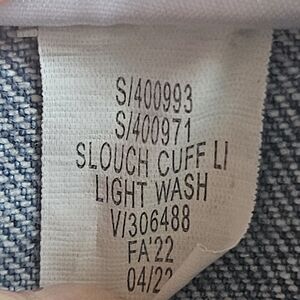 S/400993
S/400971
SLOUCH CUFF LI
LIGHT WASH
V/306488
FA'22
04/22